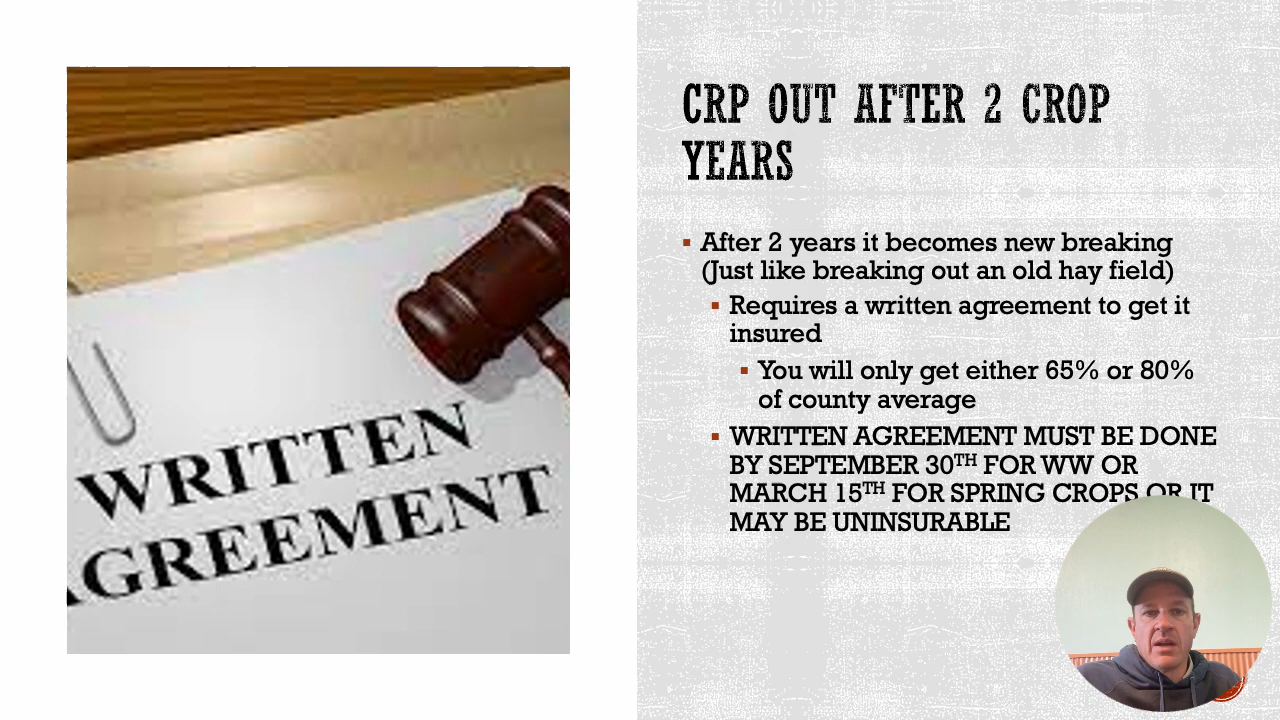 CRP OUT AFTER 2 CROP
YEARS
After 2 years it becomes new breaking
(Just like breaking out an old hay field)
Requires a written agreement to get it
insured
You will only get either 65% or 80%
of county average
WRITTEN AGREEMENT MUST BE DONE
BY SEPTEMBER 30TH FOR WW OR
MARCH 15TH FOR SPRING CROPS OR IT
MAY BE UNINSURABLE
WRITTEN
AGREEMENT